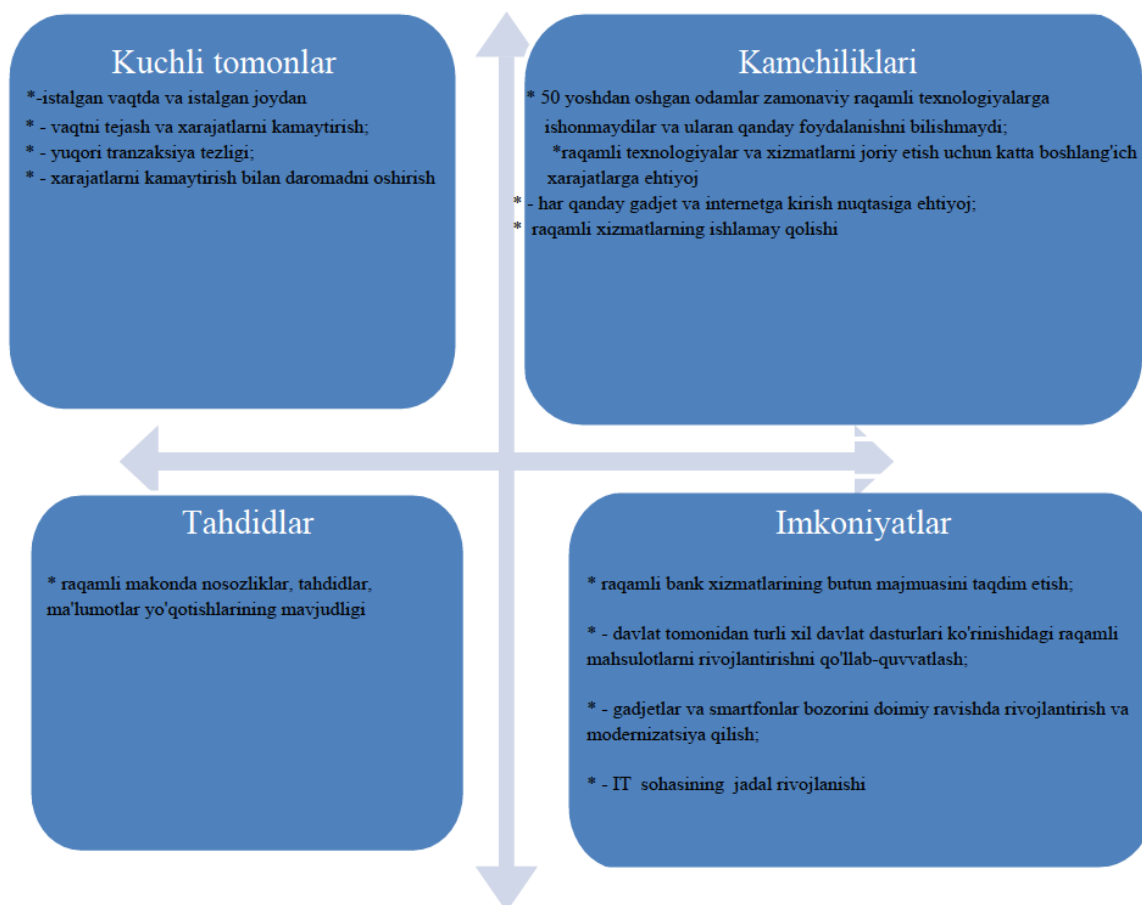 Kuchli tomonlar
*-istalgan vaqtda va istalgan joydan
* - vaqtni tejash va xarajatlarni kamaytirish;
* - yuqori tranzaksiya tezligi;
* - xarajatlarni kamaytirish bilan daromadni oshirish
Kamchiliklari
* 50 yoshdan oshgan odamlar zamonaviy raqamli texnologiyalarga
ishonmaydilar va ularan qanday foydalanishni bilishmaydi;
*raqamli texnologiyalar va xizmatlarni joriy etish uchun katta boshlang'ich
xarajatlarga ehtiyoj
* - har qanday gadjet va internetga kirish nuqtasiga ehtiyoj;
* raqamli xizmatlarning ishlamay qolishi
Tahdidlar
* raqamli makonda nosozliklar, tahdidlar,
ma'lumotlar yo'qotishlarining mavjudligi
Imkoniyatlar
* raqamli bank xizmatlarining butun majmuasini taqdim etish;
* - davlat tomonidan turli xil davlat dasturlari ko'rinishidagi raqamli
mahsulotlarni rivojlantirishni qo'llab-quvvatlash;
* - gadjetlar va smartfonlar bozorini doimiy ravishda rivojlantirish va
modernizatsiya qilish;
* - IT sohasining jadal rivojlanishi